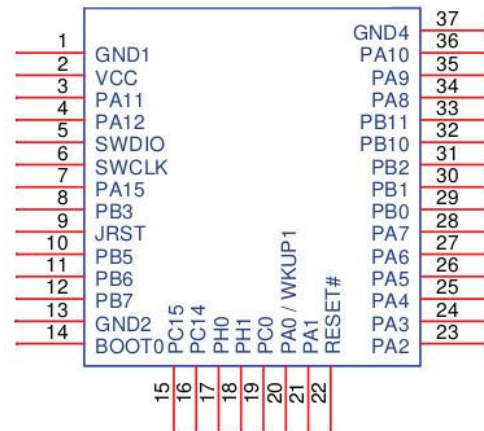 1 GND1
2 VCC
3 PA11
4 PA12
5 SWDIO
6 SWCLK
7 PA15
8 PB3
9 JRST
10 PB5
11 PB6
12 PB7
13 GND2
14 BOOT0
15 PC15
16 PC14
17 PH0
18 PH1
19 PC0
20 PA0 / WKUP1
21 PA1
22 RESET#
GND4 37
PA10 36
PA9 35
PA8 34
PB11 33
PB10 32
PB2 31
PB1 30
PB0 29
PA7 28
PA6 27
PA5 26
PA4 25
PA3 24
PA2 23